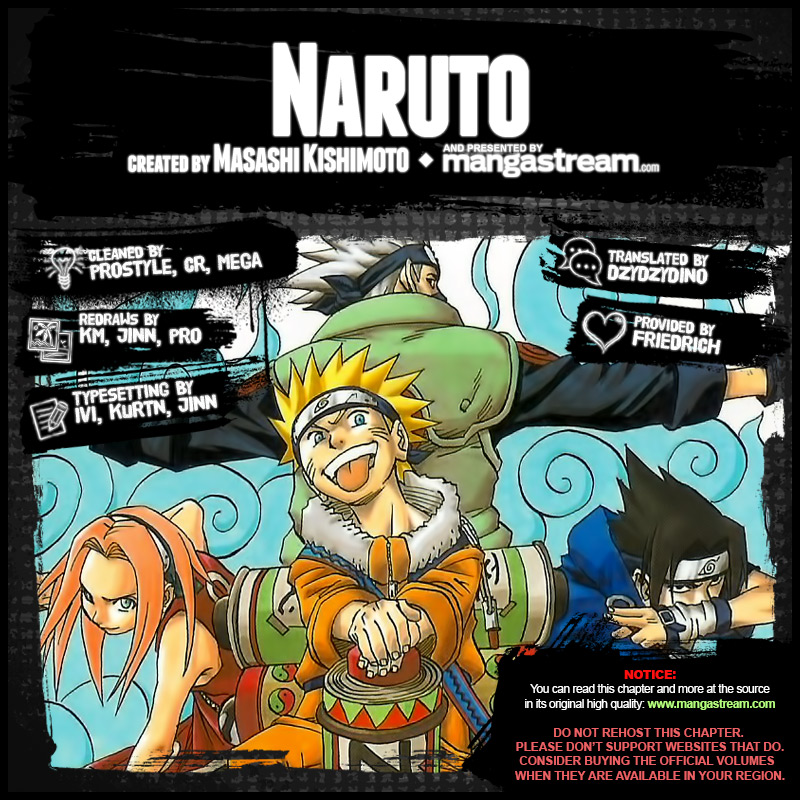 NARUTO
CREATED BY MASASHI KISHIMOTO ◆ AND PRESENTED BY mangastream.com
CLEANED BY
PROSTYLE, CR, MEGA
REDRAWS BY
KM, JINN, PRO
TYPESETTING BY
IVI, KURTN, JINN
TRANSLATED BY
DZYDZYDINO
PROVIDED BY
FRIEDRICH
NOTICE:
You can read this chapter and more at the source
in its original high quality: www.mangastream.com
DO NOT REHOST THIS CHAPTER.
PLEASE DON'T SUPPORT WEBSITES THAT DO.
CONSIDER BUYING THE OFFICIAL VOLUMES
WHEN THEY ARE AVAILABLE IN YOUR REGION.